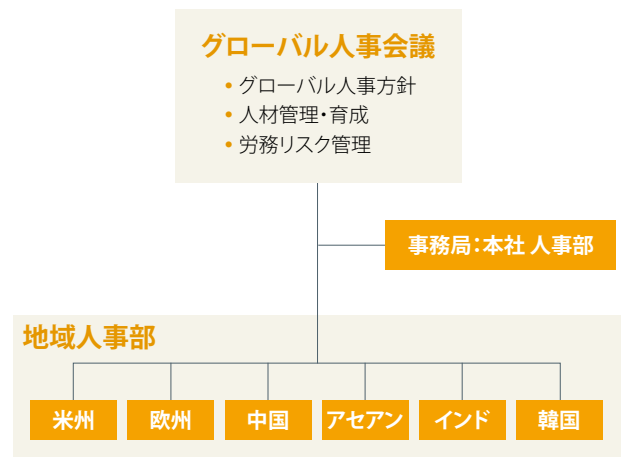 グローバル人事会議
• グローバル人事方針
• 人材管理・育成
• 労務リスク管理
事務局：本社 人事部
地域人事部
米州
欧州
中国
アセアン
インド
韓国